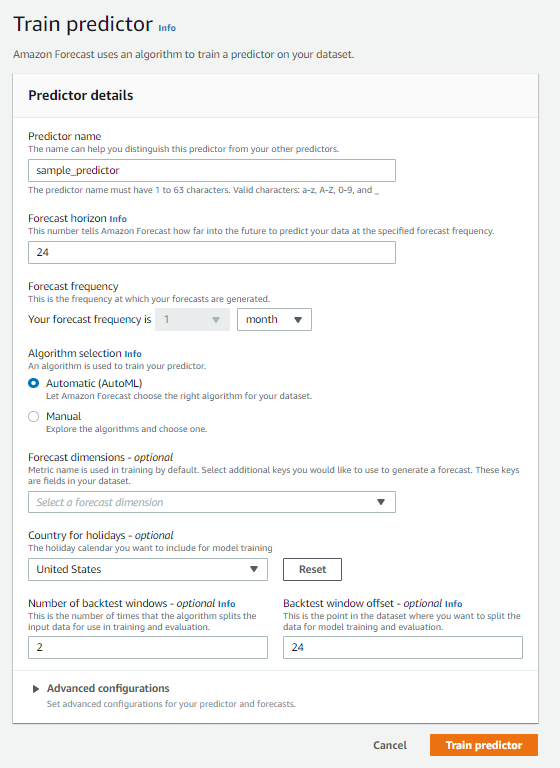 Train predictor Info
Amazon Forecast uses an algorithm to train a predictor on your dataset.
Predictor details
Predictor name
The name can help you distinguish this predictor from your other predictors.
sample_predictor
The predictor name must have 1 to 63 characters. Valid characters: a-z, A-Z, 0-9, and _
Forecast horizon Info
This number tells Amazon Forecast how far into the future to predict your data at the specified forecast frequency.
24
Forecast frequency
This is the frequency at which your forecasts are generated.
Your forecast frequency is 1 month
Algorithm selection Info
An algorithm is used to train your predictor.
Automatic (AutoML)
Let Amazon Forecast choose the right algorithm for your dataset.
Manual
Explore the algorithms and choose one.
Forecast dimensions - optional
Metric name is used in training by default. Select additional keys you would like to use to generate a forecast. These keys
are fields in your dataset.
Select a forecast dimension
Country for holidays - optional
The holiday calendar you want to include for model training
United States
Reset
Number of backtest windows - optional Info
This is the number of times that the algorithm splits the
input data for use in training and evaluation.
2
Backtest window offset - optional Info
This is the point in the dataset where you want to split the
data for model training and evaluation.
24
Advanced configurations
Set advanced configurations for your predictor and forecasts.
Cancel
Train predictor